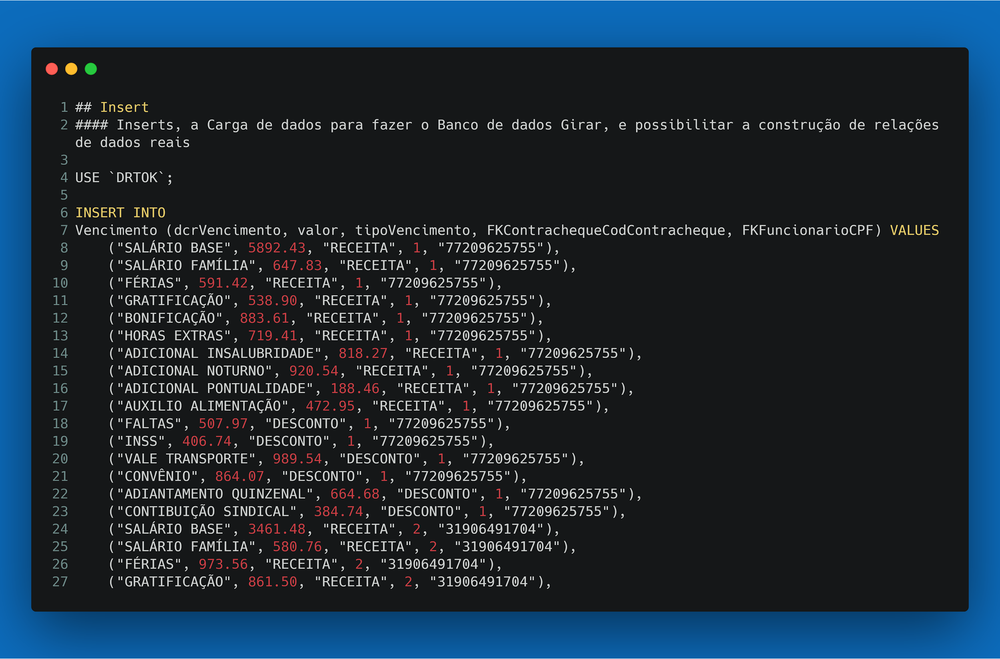 1 ## Insert
2 #### Inserts, a Carga de dados para fazer o Banco de dados Girar, e possibilitar a construção de relações
de dados reais
3
4 USE `DRTOK`;
5
6 INSERT INTO
7 Vencimento (dcrVencimento, valor, tipoVencimento, FKContrachequeCodContracheque, FKFuncionarioCPF) VALUES
8     ("SALÁRIO BASE", 5892.43, "RECEITA", 1, "77209625755"),
9     ("SALÁRIO FAMÍLIA", 647.83, "RECEITA", 1, "77209625755"),
10     ("FÉRIAS", 591.42, "RECEITA", 1, "77209625755"),
11     ("GRATIFICAÇÃO", 538.90, "RECEITA", 1, "77209625755"),
12     ("BONIFICAÇÃO", 883.61, "RECEITA", 1, "77209625755"),
13     ("HORAS EXTRAS", 719.41, "RECEITA", 1, "77209625755"),
14     ("ADICIONAL INSALUBRIDADE", 818.27, "RECEITA", 1, "77209625755"),
15     ("ADICIONAL NOTURNO", 920.54, "RECEITA", 1, "77209625755"),
16     ("ADICIONAL PONTUALIDADE", 188.46, "RECEITA", 1, "77209625755"),
17     ("AUXILIO ALIMENTAÇÃO", 472.95, "RECEITA", 1, "77209625755"),
18     ("FALTAS", 507.97, "DESCONTO", 1, "77209625755"),
19     ("INSS", 406.74, "DESCONTO", 1, "77209625755"),
20     ("VALE TRANSPORTE", 989.54, "DESCONTO", 1, "77209625755"),
21     ("CONVÊNIO", 864.07, "DESCONTO", 1, "77209625755"),
22     ("ADIANTAMENTO QUINZENAL", 664.68, "DESCONTO", 1, "77209625755"),
23     ("CONTIBUIÇÃO SINDICAL", 384.74, "DESCONTO", 1, "77209625755"),
24     ("SALÁRIO BASE", 3461.48, "RECEITA", 2, "31906491704"),
25     ("SALÁRIO FAMÍLIA", 580.76, "RECEITA", 2, "31906491704"),
26     ("FÉRIAS", 973.56, "RECEITA", 2, "31906491704"),
27     ("GRATIFICAÇÃO", 861.50, "RECEITA", 2, "31906491704"),